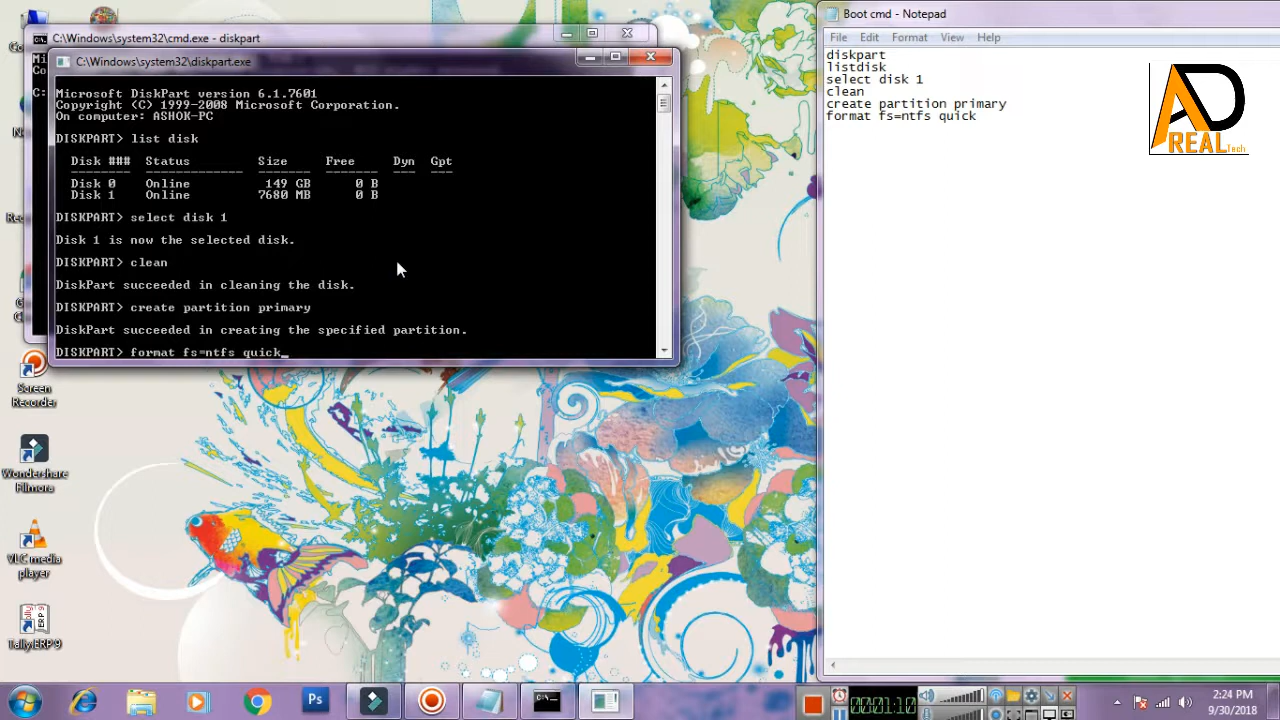 C:\Windows\system32\cmd.exe - diskpart
C:\Windows\system32\diskpart.exe
Microsoft DiskPart version 6.1.7601
Copyright (C) 1999-2008 Microsoft Corporation.
On computer: ASHOK-PC
DISKPART> list disk
Disk ### Status Size Free Dyn Gpt
-------- ------------- ------- ------- --- ---
Disk 0 Online 149 GB 0 B
Disk 1 Online 7680 MB 0 B
DISKPART> select disk 1
Disk 1 is now the selected disk.
DISKPART> clean
DiskPart succeeded in cleaning the disk.
DISKPART> create partition primary
DiskPart succeeded in creating the specified partition.
DISKPART> format fs=ntfs quick_
Boot cmd - Notepad
File Edit Format View Help
diskpart
listdisk
select disk 1
clean
create partition primary
format fs=ntfs quick
AD
REAL Tech
Screen
Recorder
Wondershare
Filmora
VLC media
player
Tally.ERP 9
Ps
00:01:10
2:24 PM
9/30/2018